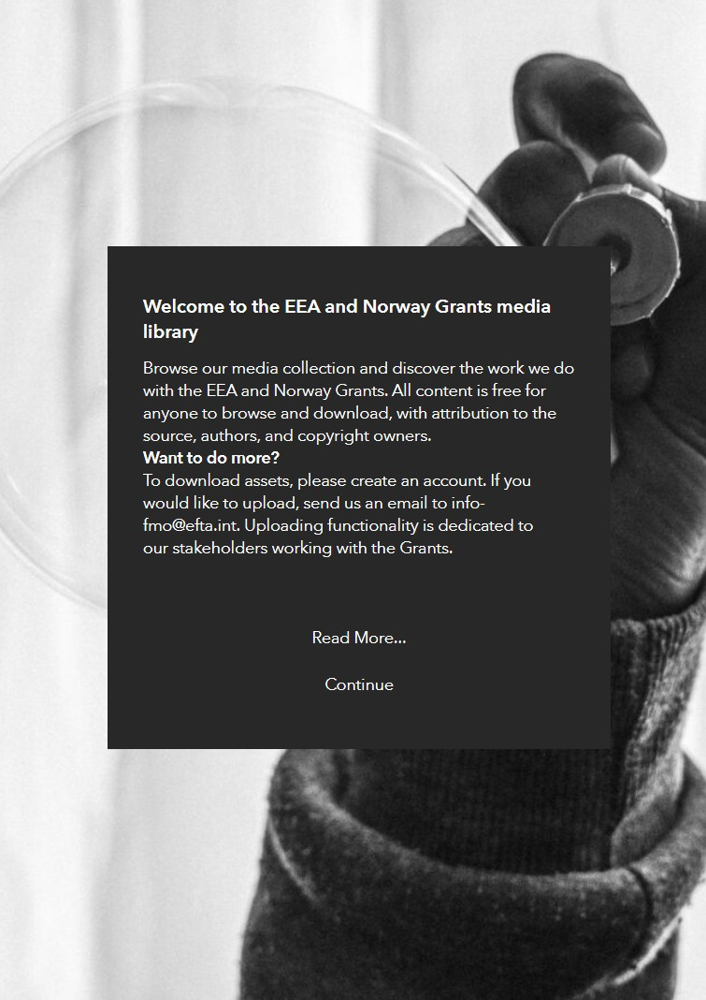 Welcome to the EEA and Norway Grants media
library
Browse our media collection and discover the work we do
with the EEA and Norway Grants. All content is free for
anyone to browse and download, with attribution to the
source, authors, and copyright owners.
Want to do more?
To download assets, please create an account. If you
would like to upload, send us an email to info-
fmo@efta.int. Uploading functionality is dedicated to
our stakeholders working with the Grants.
Read More...
Continue